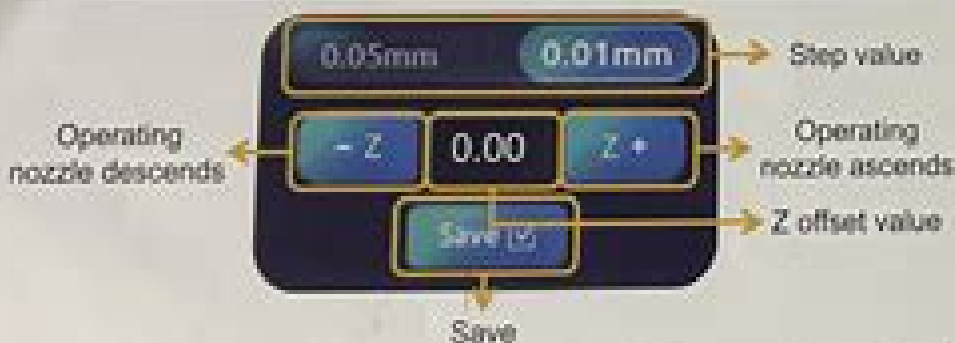 0.05mm 0.01mm
Step value
Operating
nozzle descends
- Z 0.00 Z +
Operating
nozzle ascends
Z offset value
Save
Save